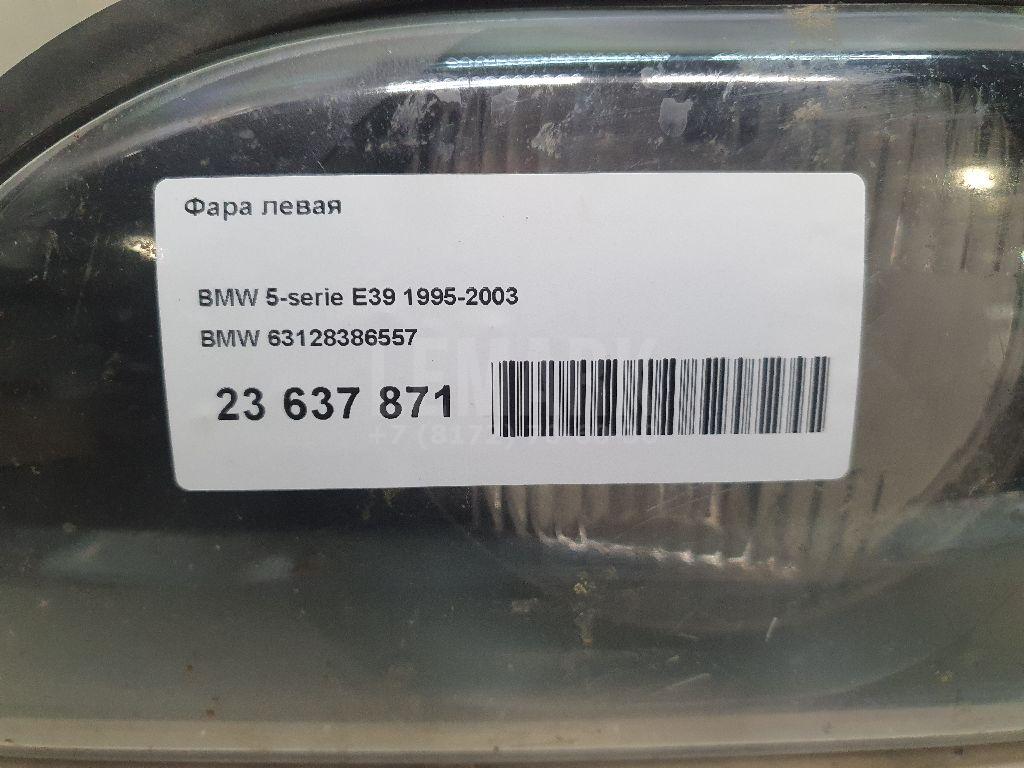 Фара левая
BMW 5-serie E39 1995-2003
BMW 63128386557
23 637 871